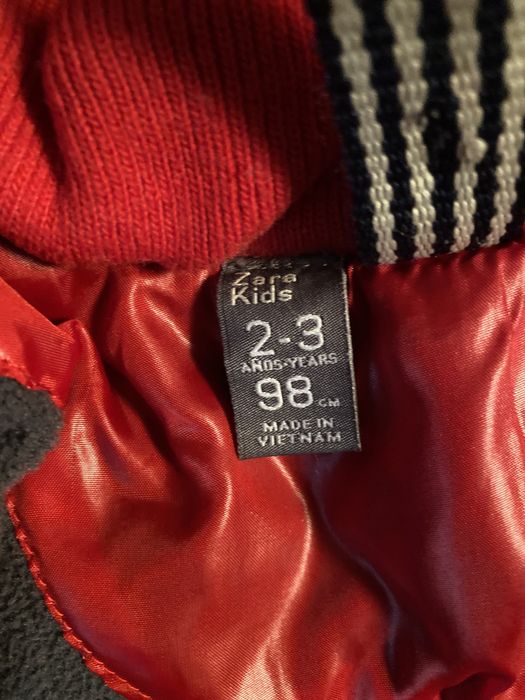 Zara
Kids
2-3
AÑOS-YEARS
98 CM
MADE IN
VIETNAM